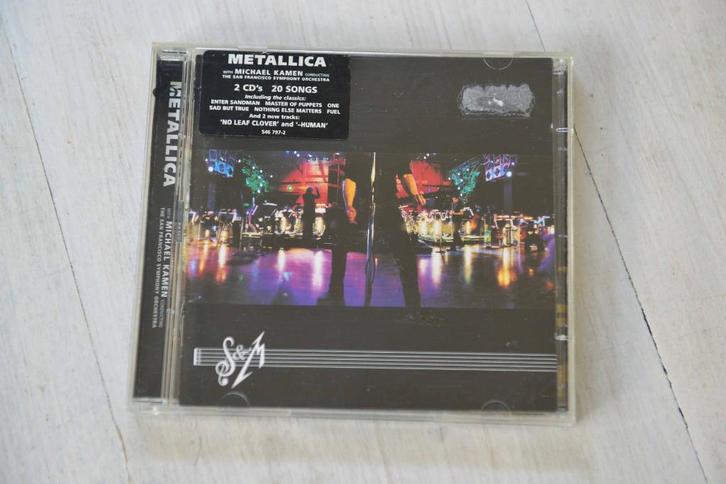 METALLICA
WITH MICHAEL KAMEN CONDUCTING
THE SAN FRANCISCO SYMPHONY ORCHESTRA
2 CD's 20 SONGS
Including the classics:
ENTER SANDMAN MASTER OF PUPPETS ONE
SAD BUT TRUE NOTHING ELSE MATTERS FUEL
And 2 new tracks:
'NO LEAF CLOVER' and '-HUMAN'
546 797-2
METALLICA
WITH MICHAEL KAMEN CONDUCTING
THE SAN FRANCISCO SYMPHONY ORCHESTRA
S&M